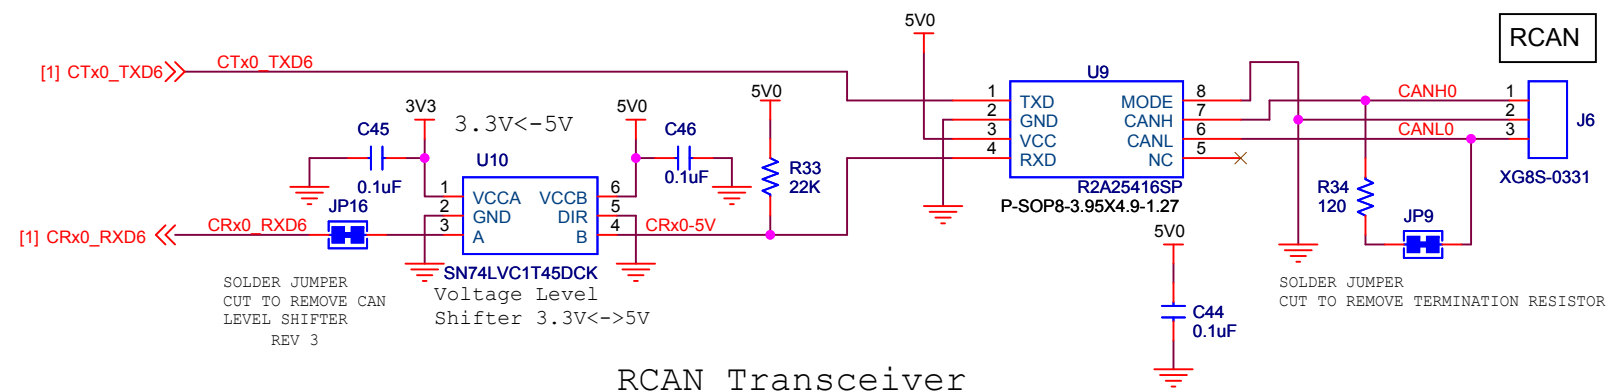 RCAN
[1] CTx0_TXD6
CTx0_TXD6
5V0
U9
1 TXD MODE 8
2 GND CANH 7
3 VCC CANL 6
4 RXD NC 5
R2A25416SP
P-SOP8-3.95X4.9-1.27
CANH0
CANL0
1
2
3
J6
XG8S-0331
3V3
3.3V<-5V
5V0
5V0
C45
0.1uF
C46
0.1uF
R33
22K
U10
1 VCCA VCCB 6
2 GND DIR 5
3 A B 4
SN74LVC1T45DCK
Voltage Level
Shifter 3.3V<->5V
JP16
[1] CRx0_RXD6
CRx0_RXD6
CRx0-5V
SOLDER JUMPER
CUT TO REMOVE CAN
LEVEL SHIFTER
REV 3
R34
120
JP9
SOLDER JUMPER
CUT TO REMOVE TERMINATION RESISTOR
5V0
C44
0.1uF
RCAN Transceiver